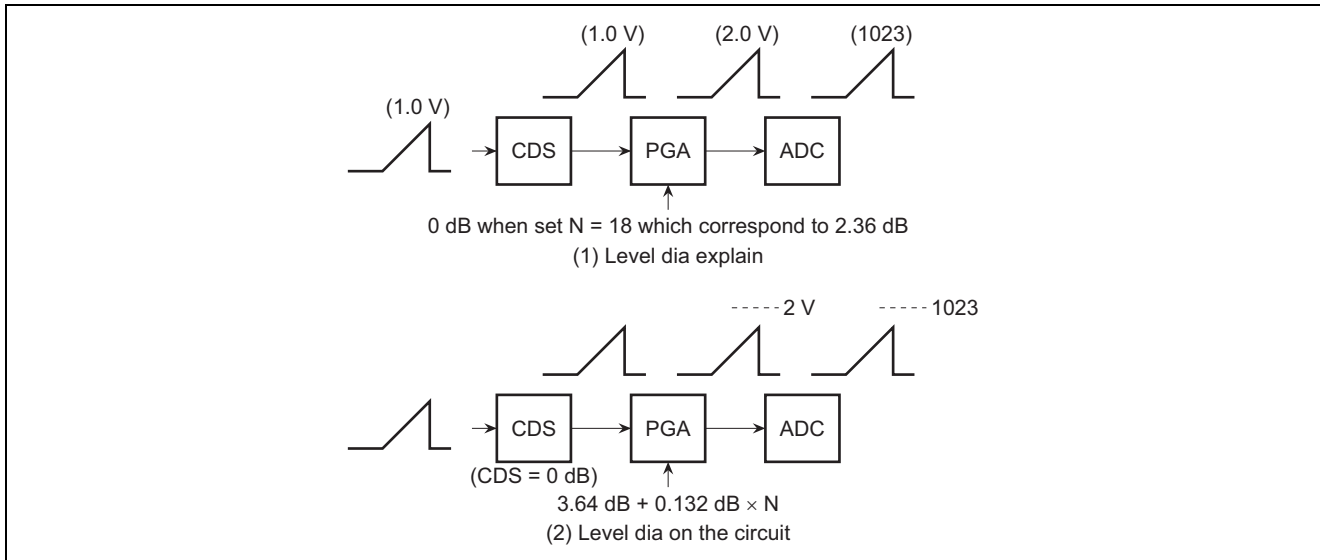 (1.0 V) (2.0 V) (1023)
(1.0 V)
CDS PGA ADC
0 dB when set N = 18 which correspond to 2.36 dB
(1) Level dia explain
2 V 1023
CDS PGA ADC
(CDS = 0 dB)
3.64 dB + 0.132 dB × N
(2) Level dia on the circuit